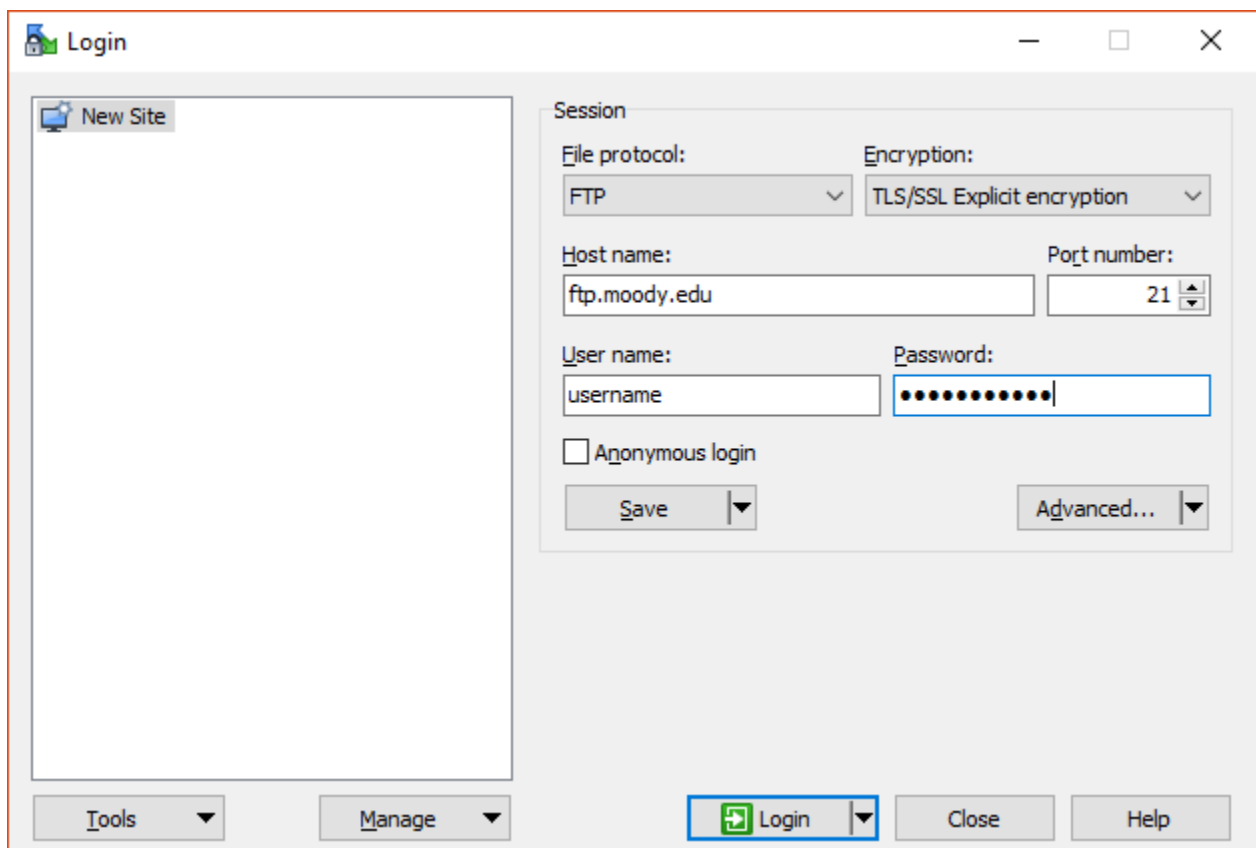 Login
New Site
Session
File protocol: Encryption:
FTP TLS/SSL Explicit encryption
Host name: Port number:
ftp.moody.edu 21
User name: Password:
username •••••••••••
Anonymous login
Save Advanced...
Tools Manage Login Close Help